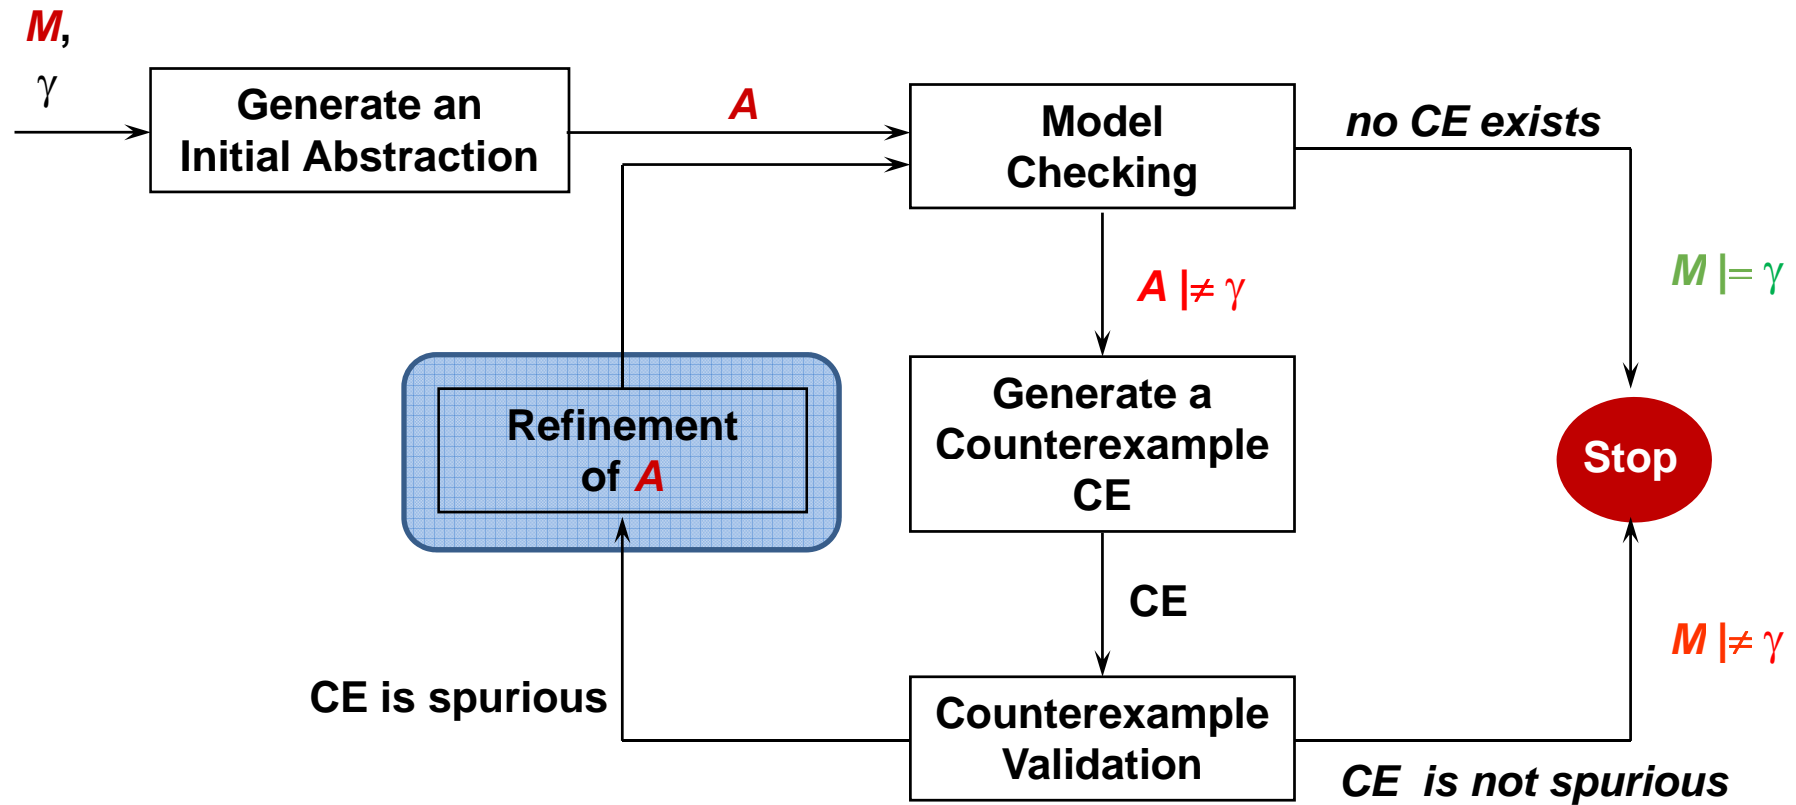 M,
γ
Generate an
Initial Abstraction
A
Model
Checking
no CE exists
A |≠ γ
M |= γ
Refinement
of A
Generate a
Counterexample
CE
Stop
CE
M |≠ γ
CE is spurious
Counterexample
Validation
CE is not spurious